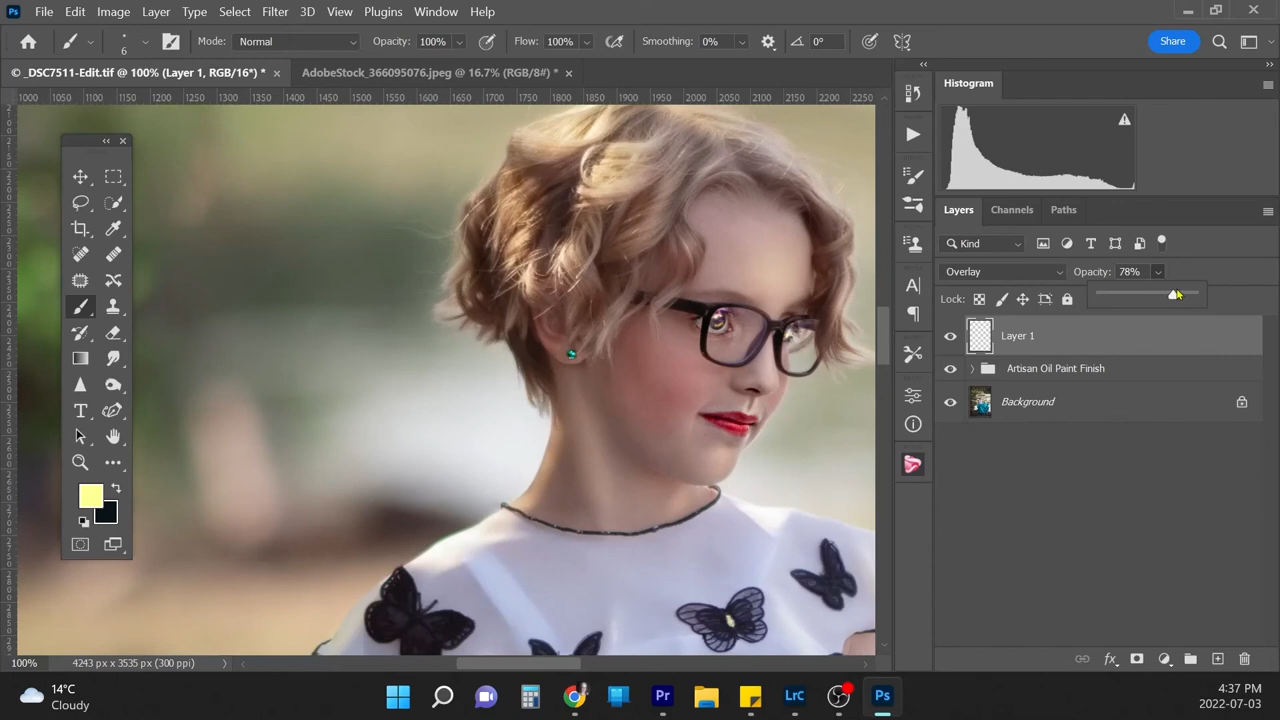 Ps File Edit Image Layer Type Select Filter 3D View Plugins Window Help
6 Mode: Normal Opacity: 100% Flow: 100% Smoothing: 0% 0° Share
© _DSC7511-Edit.tif @ 100% (Layer 1, RGB/16*) * × AdobeStock_366095076.jpeg @ 16.7% (RGB/8#) * ×
1000 1050 1100 1150 1200 1250 1300 1350 1400 1450 1500 1550 1600 1650 1700 1750 1800 1850 1900 1950 2000 2050 2100 2150 2200 2250
Histogram
Layers Channels Paths
Kind
Overlay Opacity: 78%
Lock:
Layer 1
Artisan Oil Paint Finish
Background
100% 4243 px x 3535 px (300 ppi)
fx
14°C
Cloudy
Pr LrC Ps
4:37 PM
2022-07-03